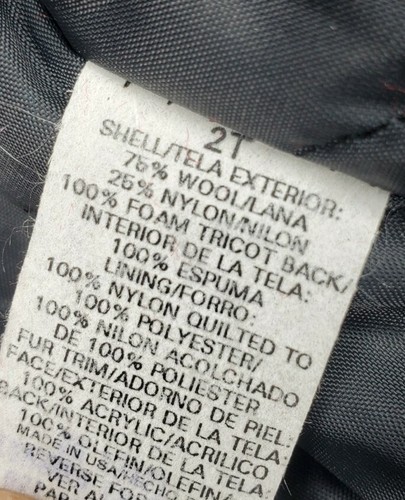 2T
SHELL/TELA EXTERIOR:
75% WOOL/LANA
25% NYLON/NILON
100% FOAM TRICOT BACK/
INTERIOR DE LA TELA:
100% ESPUMA
LINING/FORRO:
100% NYLON QUILTED TO
100% POLYESTER/
100% NILON ACOLCHADO
DE 100% POLIESTER
FUR TRIM/ADORNO DE PIEL:
FACE/EXTERIOR DE LA TELA:
100% ACRYLIC/ACRILICO
BACK/INTERIOR DE LA TELA
100% OLEFIN/OLEFINA
MADE IN USA/HECHO
REVERSE FOR
VER AL
PAR